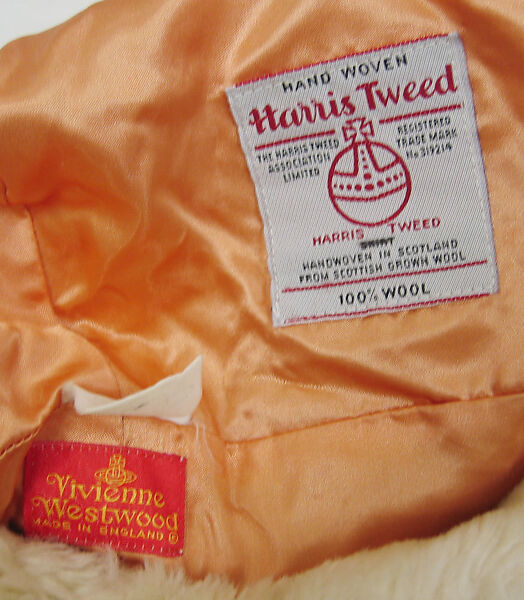 HAND WOVEN
Harris Tweed
THE HARRIS TWEED
ASSOCIATION
LIMITED
REGISTERED
TRADE MARK
No 319214
HARRIS TWEED
HANDWOVEN IN SCOTLAND
FROM SCOTTISH GROWN WOOL
100% WOOL
Vivienne
Westwood
MADE IN ENGLAND ©